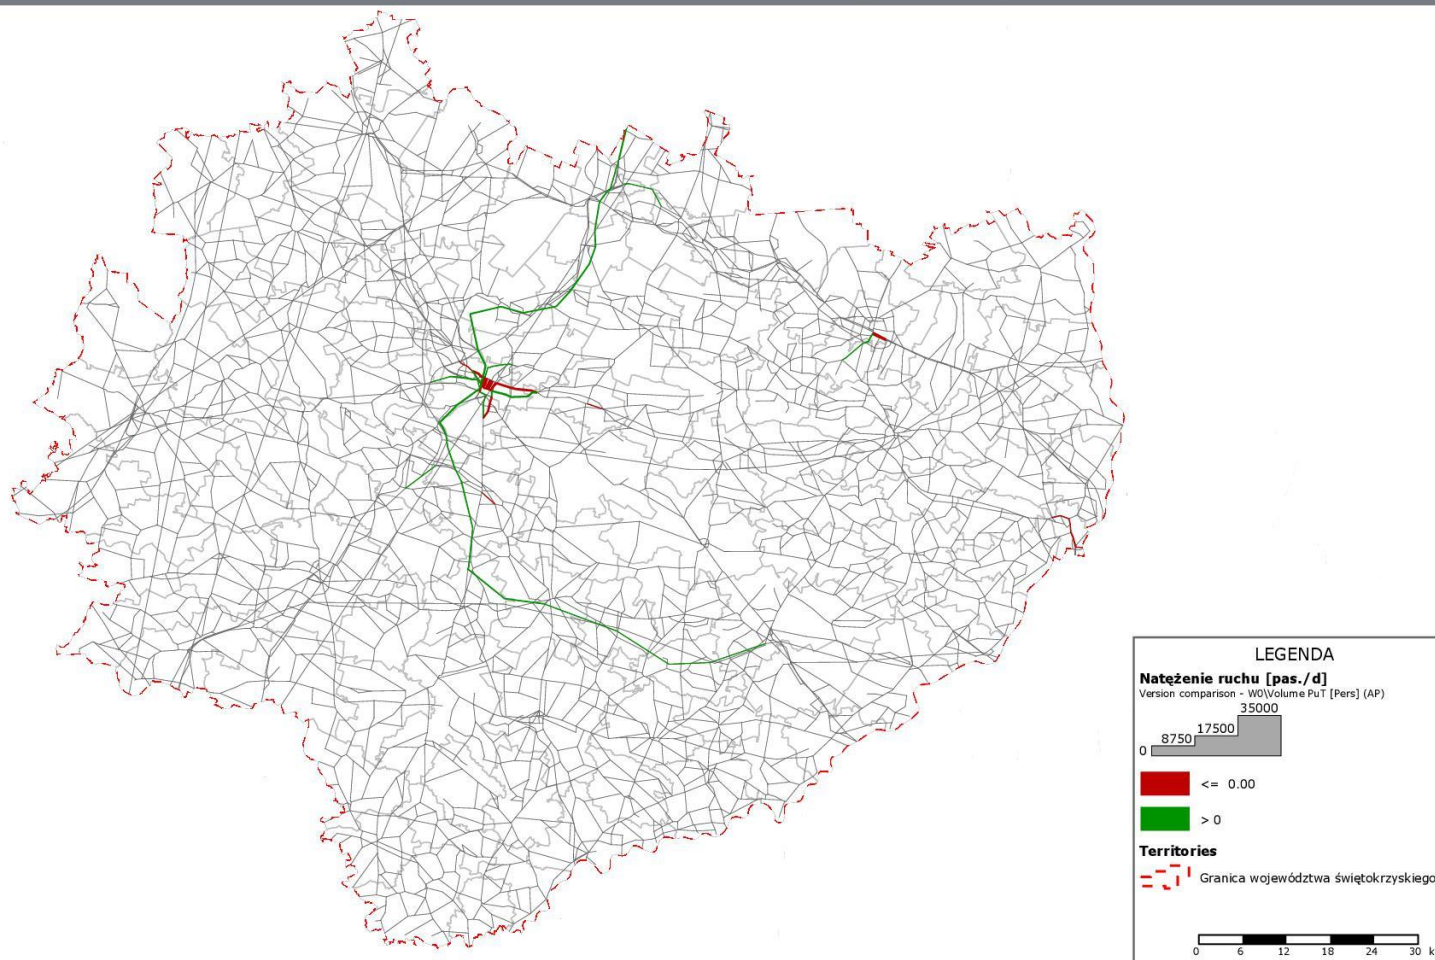 LEGENDA
Natężenie ruchu [pas./d]
Version comparison - W0\Volume PuT [Pers] (AP)
35000
17500
8750
0
<= 0.00
> 0
Territories
Granica województwa świętokrzyskiego
0 6 12 18 24 30 k